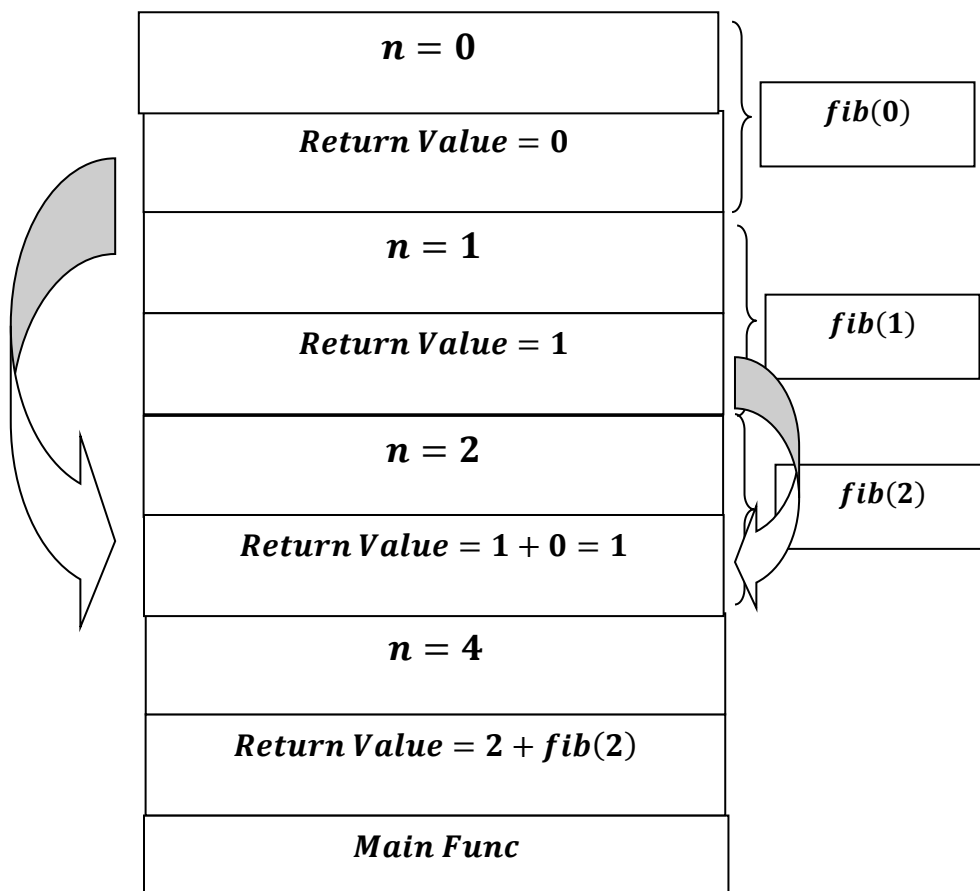 n = 0
fib(0)
Return Value = 0
n = 1
fib(1)
Return Value = 1
n = 2
fib(2)
Return Value = 1 + 0 = 1
n = 4
Return Value = 2 + fib(2)
Main Func